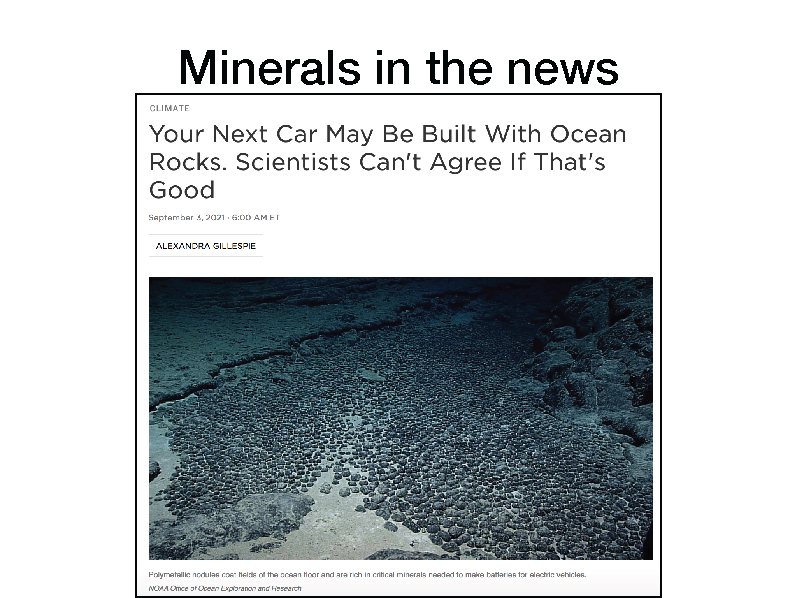 Minerals in the news
CLIMATE
Your Next Car May Be Built With Ocean
Rocks. Scientists Can't Agree If That's
Good
September 3, 2021 · 6:00 AM ET
ALEXANDRA GILLESPIE
Polymetallic nodules coat fields of the ocean floor and are rich in critical minerals needed to make batteries for electric vehicles.
NOAA Office of Ocean Exploration and Research